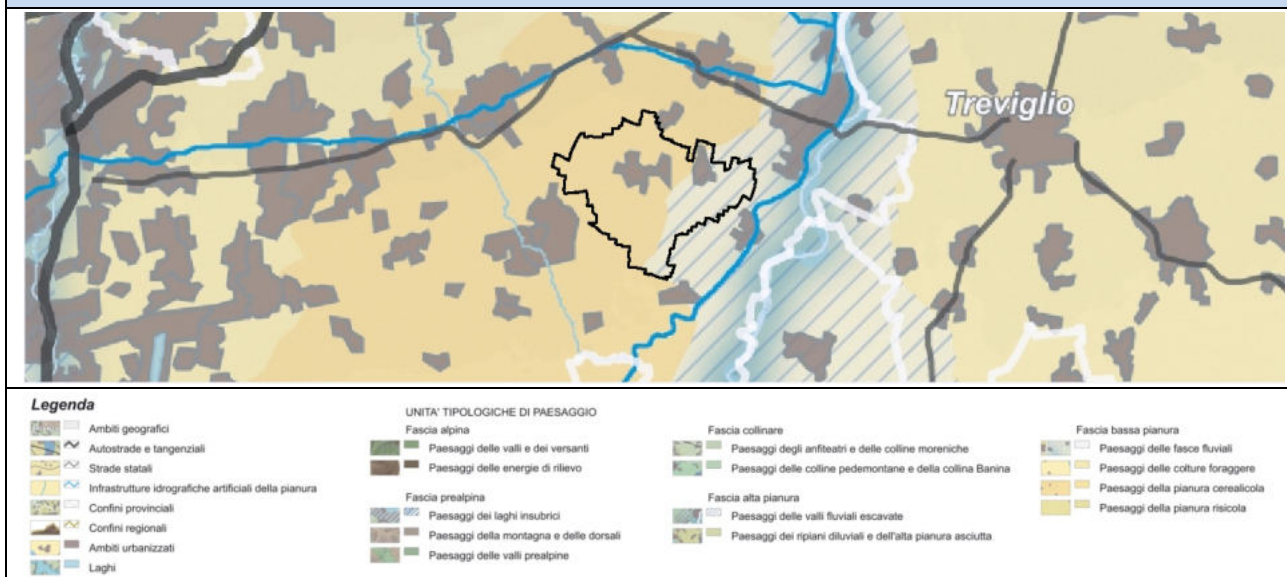 Treviglio
Legenda
Ambiti geografici
Autostrade e tangenziali
Strade statali
Infrastrutture idrografiche artificiali della pianura
Confini provinciali
Confini regionali
Ambiti urbanizzati
Laghi
UNITA' TIPOLOGICHE DI PAESAGGIO
Fascia alpina
Paesaggi delle valli e dei versanti
Paesaggi delle energie di rilievo
Fascia prealpina
Paesaggi dei laghi insubrici
Paesaggi della montagna e delle dorsali
Paesaggi delle valli prealpine
Fascia collinare
Paesaggi degli anfiteatri e delle colline moreniche
Paesaggi delle colline pedemontane e della collina Banina
Fascia alta pianura
Paesaggi delle valli fluviali escavate
Paesaggi dei ripiani diluviali e dell'alta pianura asciutta
Fascia bassa pianura
Paesaggi delle fasce fluviali
Paesaggi delle colture foraggere
Paesaggi della pianura cerealicola
Paesaggi della pianura risicola